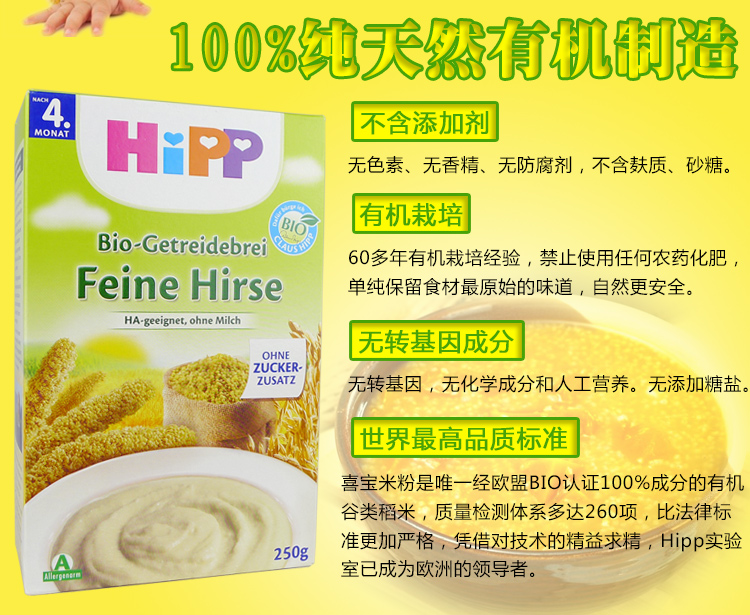 100%纯天然有机制造
NACH
4.
MONAT
HiPP
Dafür bürge ich
BIO
CLAUS HIPP
Bio-Getreidebrei
Feine Hirse
HA-geeignet, ohne Milch
OHNE
ZUCKER-
ZUSATZ
A
Allergenarm
250g
不含添加剂
无色素、无香精、无防腐剂，不含麸质、砂糖。
有机栽培
60多年有机栽培经验，禁止使用任何农药化肥，
单纯保留食材最原始的味道，自然更安全。
无转基因成分
无转基因，无化学成分和人工营养。无添加糖盐。
世界最高品质标准
喜宝米粉是唯一经欧盟BIO认证100%成分的有机
谷类稻米，质量检测体系多达260项，比法律标
准更加严格，凭借对技术的精益求精，Hipp实验
室已成为欧洲的领导者。